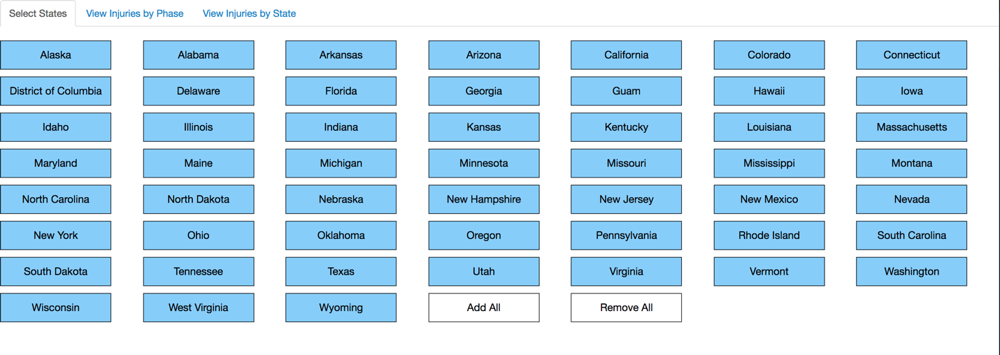 Select States View Injuries by Phase View Injuries by State
Alaska Alabama Arkansas Arizona California Colorado Connecticut
District of Columbia Delaware Florida Georgia Guam Hawaii Iowa
Idaho Illinois Indiana Kansas Kentucky Louisiana Massachusetts
Maryland Maine Michigan Minnesota Missouri Mississippi Montana
North Carolina North Dakota Nebraska New Hampshire New Jersey New Mexico Nevada
New York Ohio Oklahoma Oregon Pennsylvania Rhode Island South Carolina
South Dakota Tennessee Texas Utah Virginia Vermont Washington
Wisconsin West Virginia Wyoming Add All Remove All